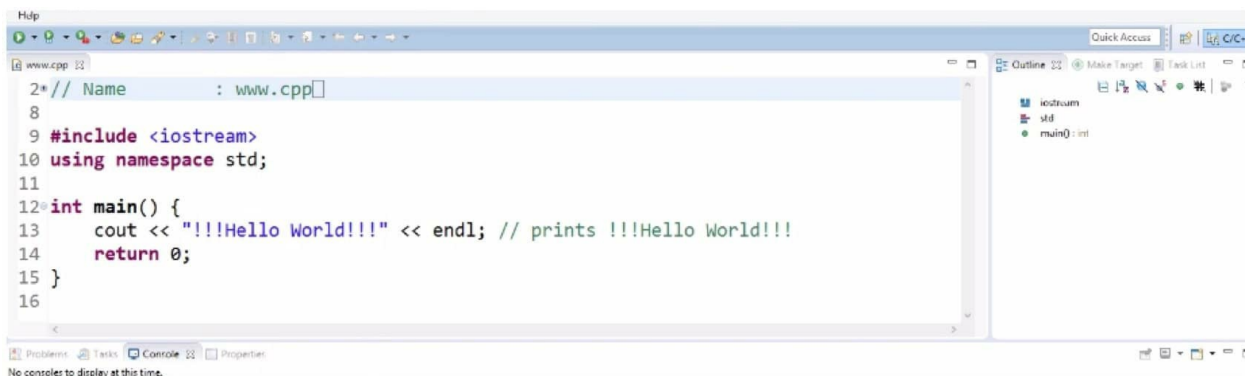 Help
Quick Access
C/C+
www.cpp
Outline Make Target Task List
2 // Name : www.cpp
8
9 #include <iostream>
10 using namespace std;
11
12 int main() {
13 cout << "!!!Hello World!!!" << endl; // prints !!!Hello World!!!
14 return 0;
15 }
16
iostream
std
main() : int
Problems Tasks Console Properties
No consoles to display at this time.